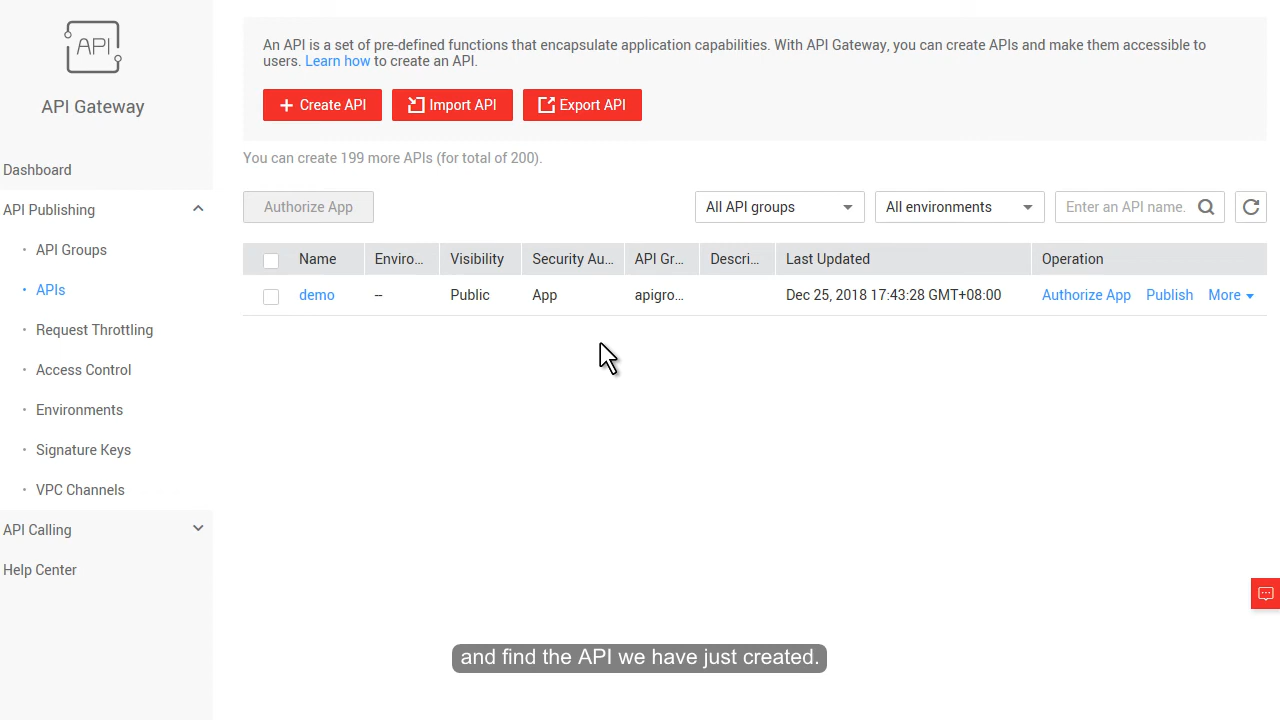 API
API Gateway
Dashboard
API Publishing
API Groups
APIs
Request Throttling
Access Control
Environments
Signature Keys
VPC Channels
API Calling
Help Center
An API is a set of pre-defined functions that encapsulate application capabilities. With API Gateway, you can create APIs and make them accessible to
users. Learn how to create an API.
Create API Import API Export API
You can create 199 more APIs (for total of 200).
Authorize App All API groups All environments Enter an API name.
Name Enviro... Visibility Security Au... API Gr... Descri... Last Updated Operation
demo -- Public App apigro... Dec 25, 2018 17:43:28 GMT+08:00 Authorize App Publish More
and find the API we have just created.